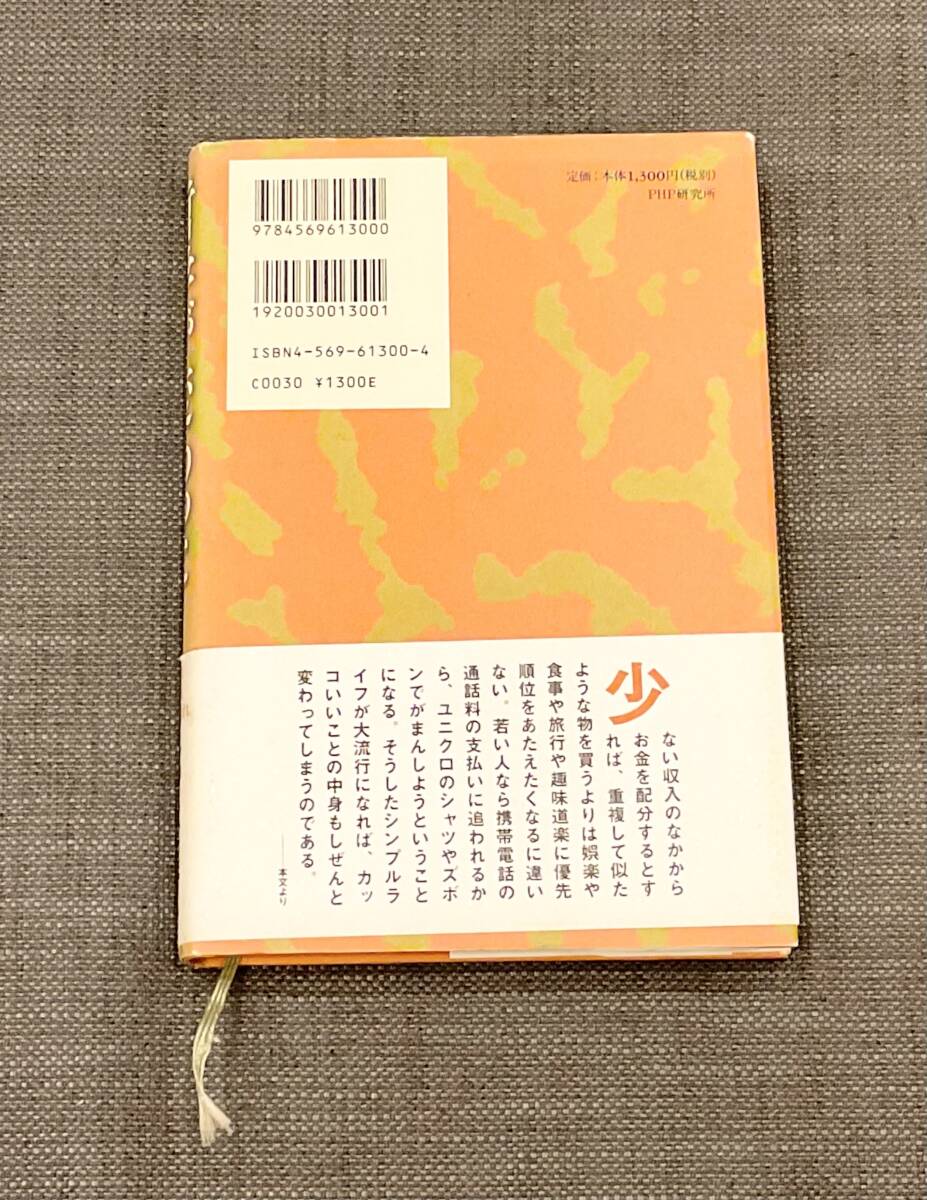 9784569613000
1920030013001
ISBN4-569-61300-4
C0030 ¥1300E
定価：本体1,300円(税別)
PHP研究所
少ない収入のなかから
お金を配分するとす
れば、重複して似た
ような物を買うよりは娯楽や
食事や旅行や趣味道楽に優先
順位をあたえたくなるに違い
ない。若い人なら携帯電話の
通話料の支払いに追われるか
ら、ユニクロのシャツやズボ
ンでがまんしようということ
になる。そうしたシンプルラ
イフが大流行になれば、カッ
コいいことの中身もしぜんと
変わってしまうのである。
――本文より